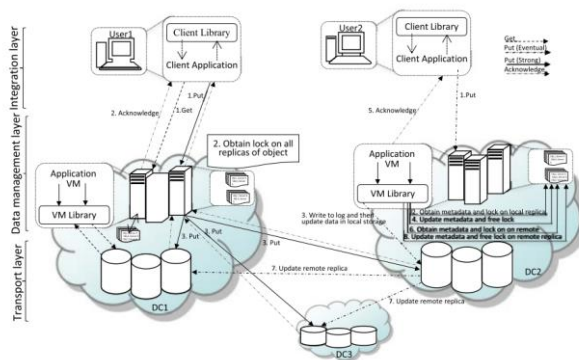 Integration layer
Data management layer
Transport layer
User1
Client Library
Client Application
User2
Client Library
Client Application
Get
Put (Eventual)
Put (Strong)
Acknowledge
2. Acknowledge
1.Get
1.Put
5. Acknowledge
1.Put
2. Obtain lock on all
replicas of object
Application
VM
VM Library
Application
VM
VM Library
2. Obtain metadata and lock on local replica
4. Update metadata and free lock
6. Obtain metadata and lock on on remote
8. Update metadata and free lock on remote replica
3. Write to log and then
update data in local storage
3. Put
3. Put
3. Put
7. Update remote replica
7. Update remote replica
DC1
DC2
DC3